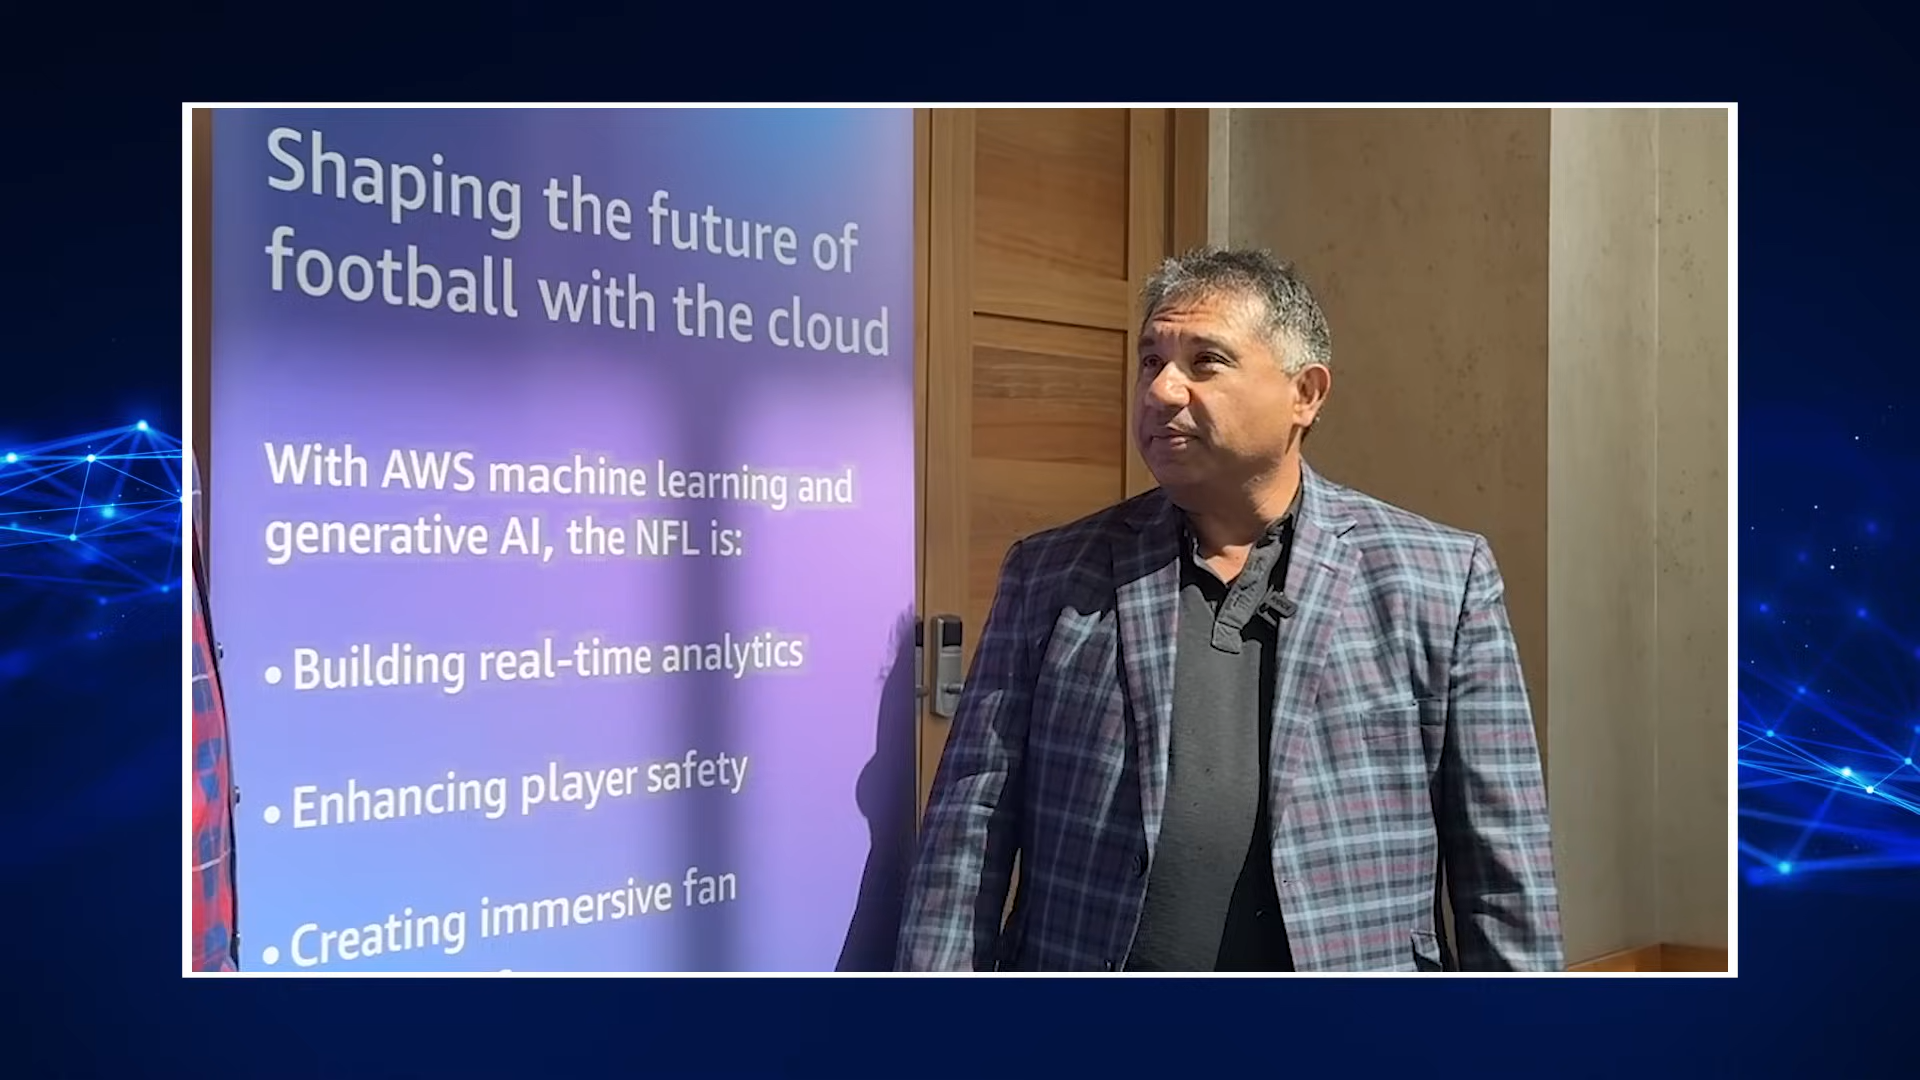 Shaping the future of
football with the cloud
With AWS machine learning and
generative AI, the NFL is:
• Building real-time analytics
• Enhancing player safety
• Creating immersive fan